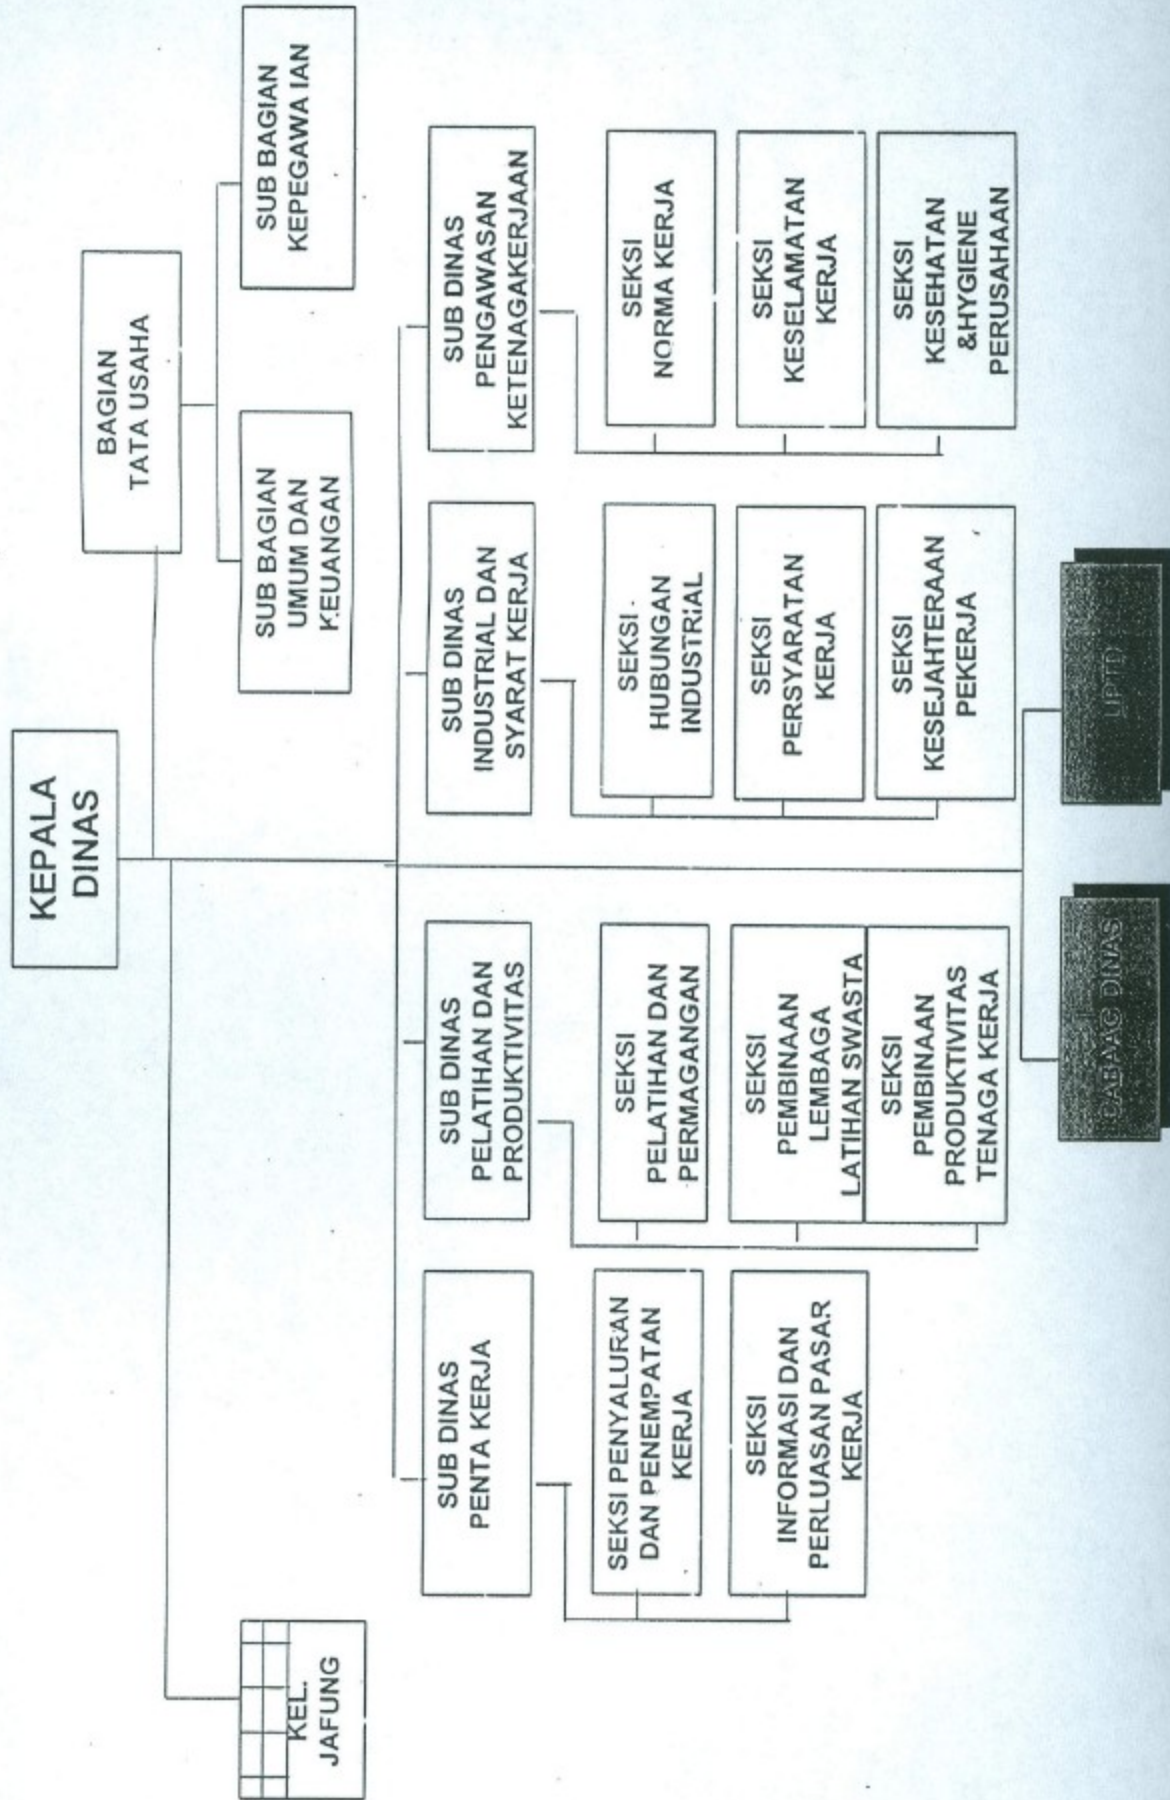 KEPALA
DINAS
BAGIAN
TATA USAHA
SUB BAGIAN
UMUM DAN
KEUANGAN
SUB BAGIAN
KEPEGAWA IAN
KEL.
JAFUNG
SUB DINAS
PENTA KERJA
SUB DINAS
PELATIHAN DAN
PRODUKTIVITAS
SUB DINAS
INDUSTRIAL DAN
SYARAT KERJA
SUB DINAS
PENGAWASAN
KETENAGAKERJAAN
SEKSI PENYALURAN
DAN PENEMPATAN
KERJA
SEKSI
INFORMASI DAN
PERLUASAN PASAR
KERJA
SEKSI
PELATIHAN DAN
PERMAGANGAN
SEKSI
PEMBINAAN
LEMBAGA
LATIHAN SWASTA
SEKSI
PEMBINAAN
PRODUKTIVITAS
TENAGA KERJA
SEKSI
HUBUNGAN
INDUSTRIAL
SEKSI
PERSYARATAN
KERJA
SEKSI
KESEJAHTERAAN
PEKERJA
SEKSI
NORMA KERJA
SEKSI
KESELAMATAN
KERJA
SEKSI
KESEHATAN
&HYGIENE
PERUSAHAAN
DINAS
UPTD